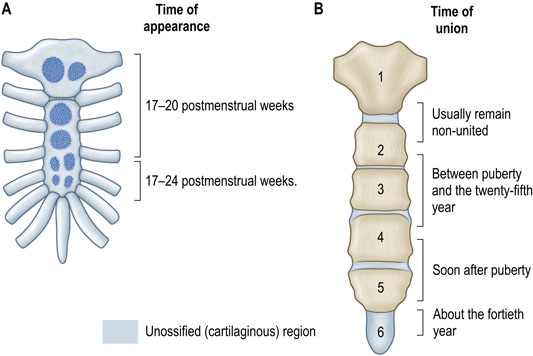 A
Time of
appearance
17–20 postmenstrual weeks
17–24 postmenstrual weeks.
Unossified (cartilaginous) region
B
Time of
union
1
Usually remain
non-united
2
Between puberty
and the twenty-fifth
year
3
4
Soon after puberty
5
About the fortieth
year
6